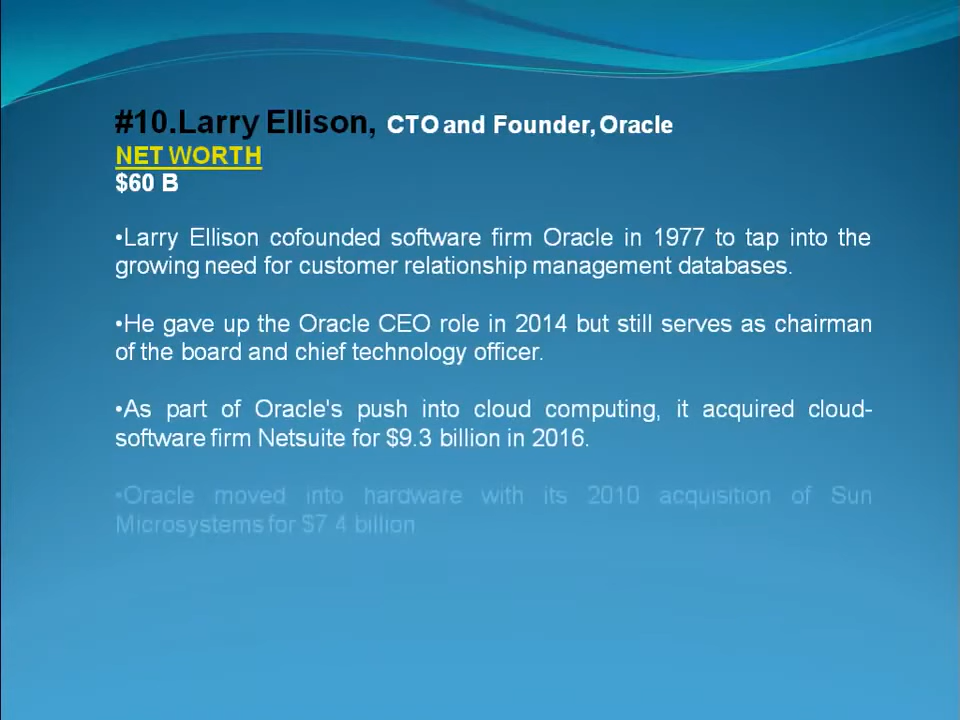 #10.Larry Ellison, CTO and Founder, Oracle
NET WORTH
$60 B
•Larry Ellison cofounded software firm Oracle in 1977 to tap into the
growing need for customer relationship management databases.
•He gave up the Oracle CEO role in 2014 but still serves as chairman
of the board and chief technology officer.
•As part of Oracle's push into cloud computing, it acquired cloud-
software firm Netsuite for $9.3 billion in 2016.
•Oracle moved into hardware with its 2010 acquisition of Sun
Microsystems for $7.4 billion